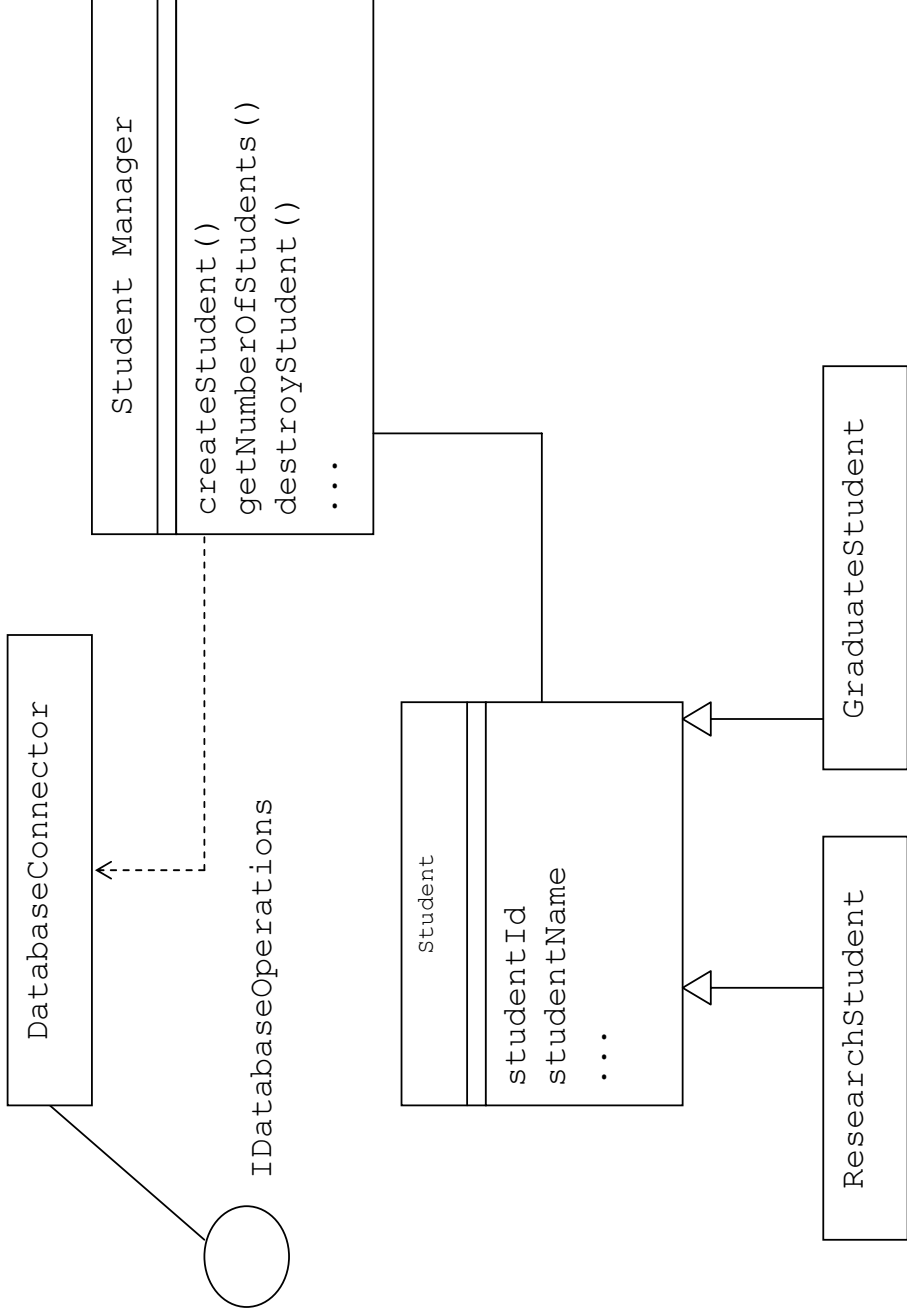 DatabaseConnector
IDatabaseOperations
Student Manager
createStudent()
getNumberOfStudents()
destroyStudent()
...
Student
studentId
studentName
...
ResearchStudent
GraduateStudent